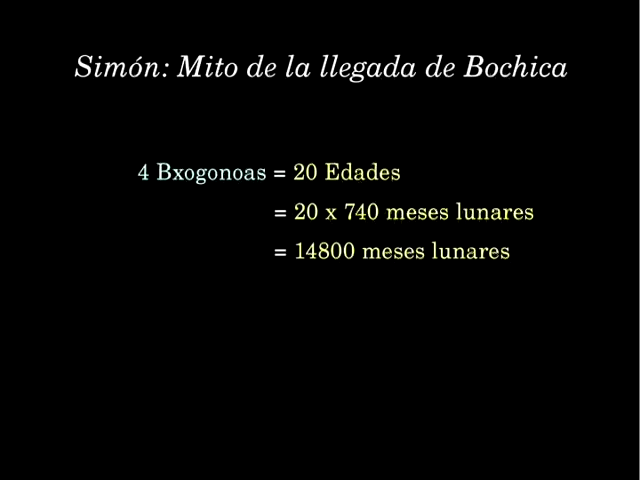 Simón: Mito de la llegada de Bochica
4 Bxogonoas = 20 Edades
= 20 x 740 meses lunares
= 14800 meses lunares